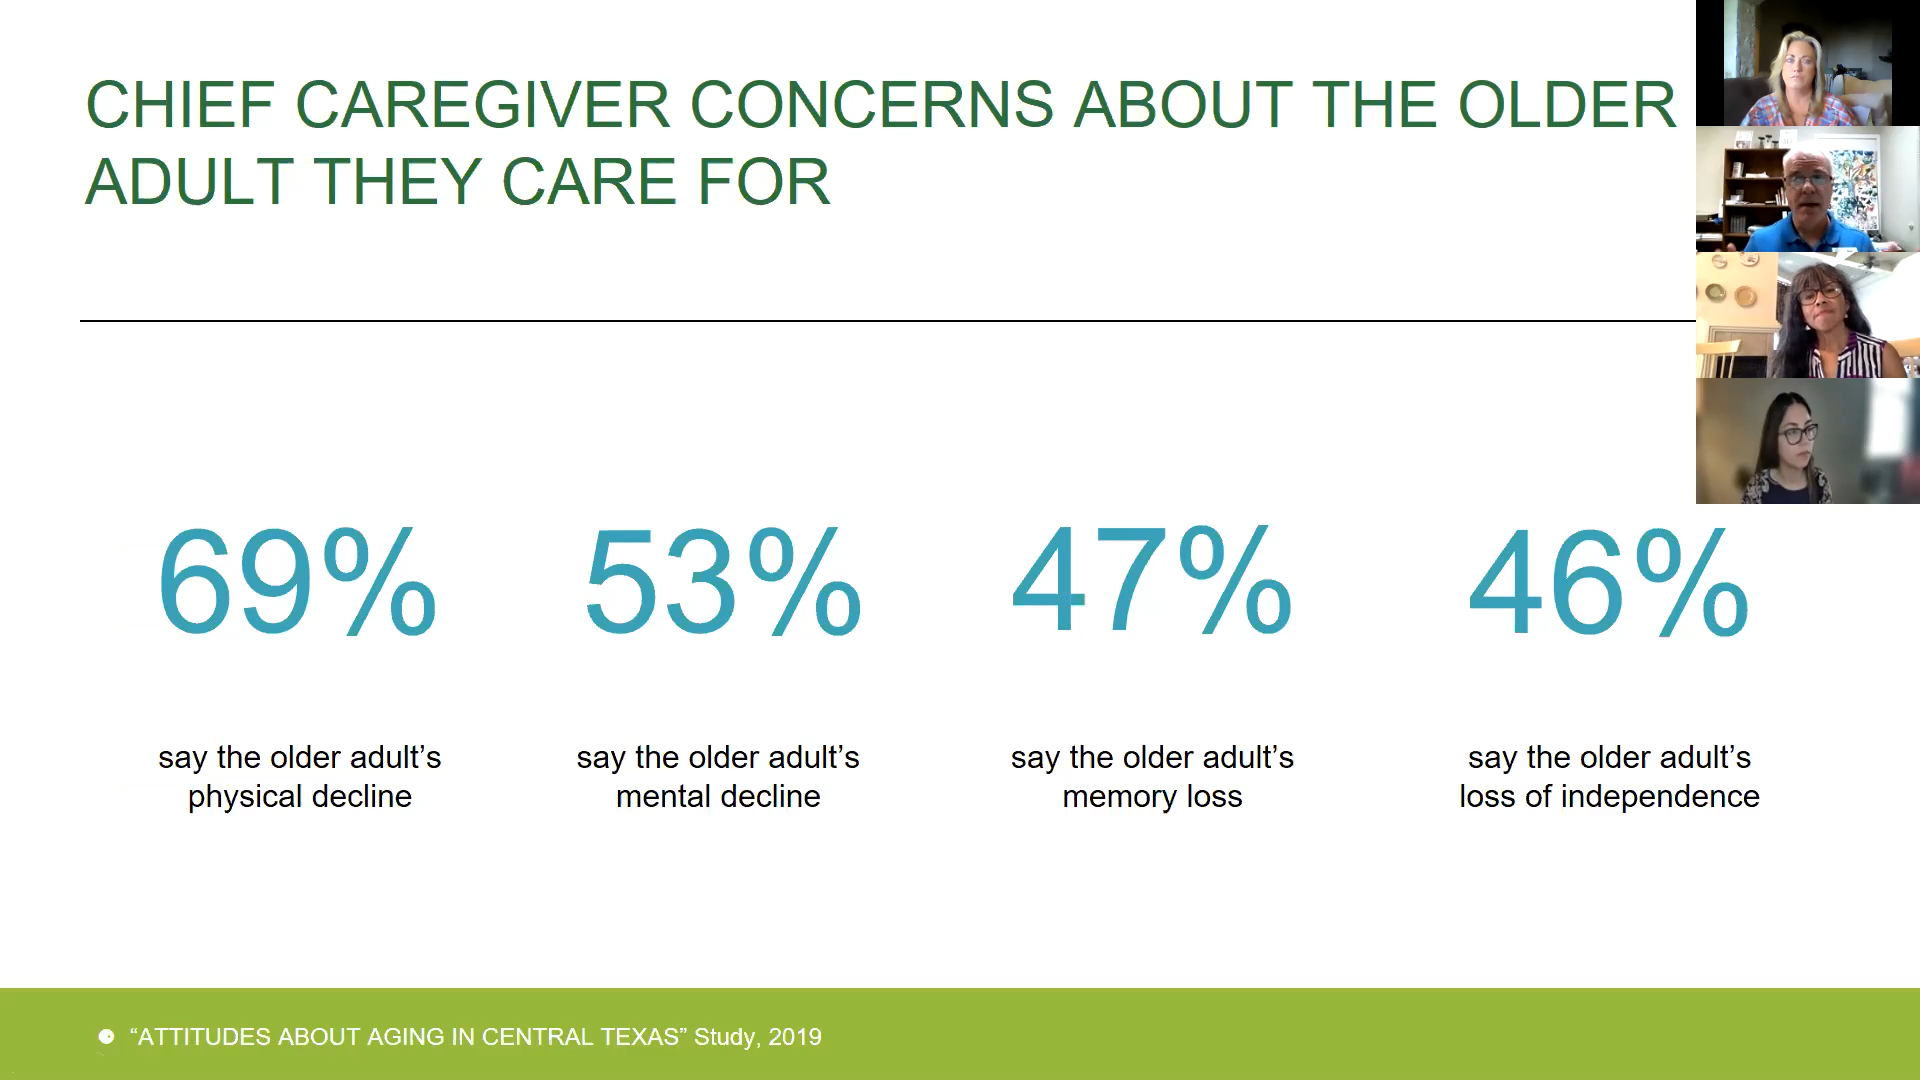 CHIEF CAREGIVER CONCERNS ABOUT THE OLDER
ADULT THEY CARE FOR
69%
say the older adult’s
physical decline
53%
say the older adult’s
mental decline
47%
say the older adult’s
memory loss
46%
say the older adult’s
loss of independence
“ATTITUDES ABOUT AGING IN CENTRAL TEXAS” Study, 2019